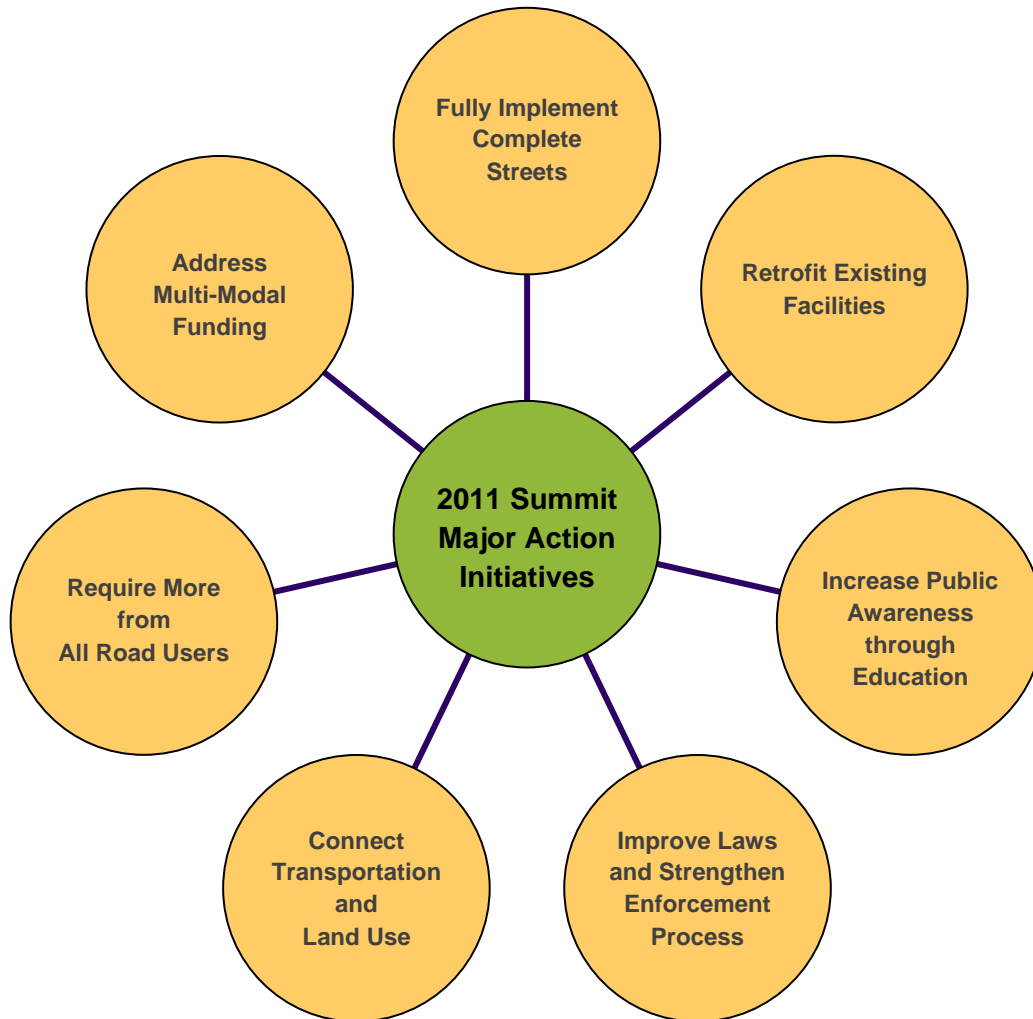 Fully Implement
Complete
Streets
Address
Multi-Modal
Funding
Retrofit Existing
Facilities
2011 Summit
Major Action
Initiatives
Require More
from
All Road Users
Increase Public
Awareness
through
Education
Connect
Transportation
and
Land Use
Improve Laws
and Strengthen
Enforcement
Process